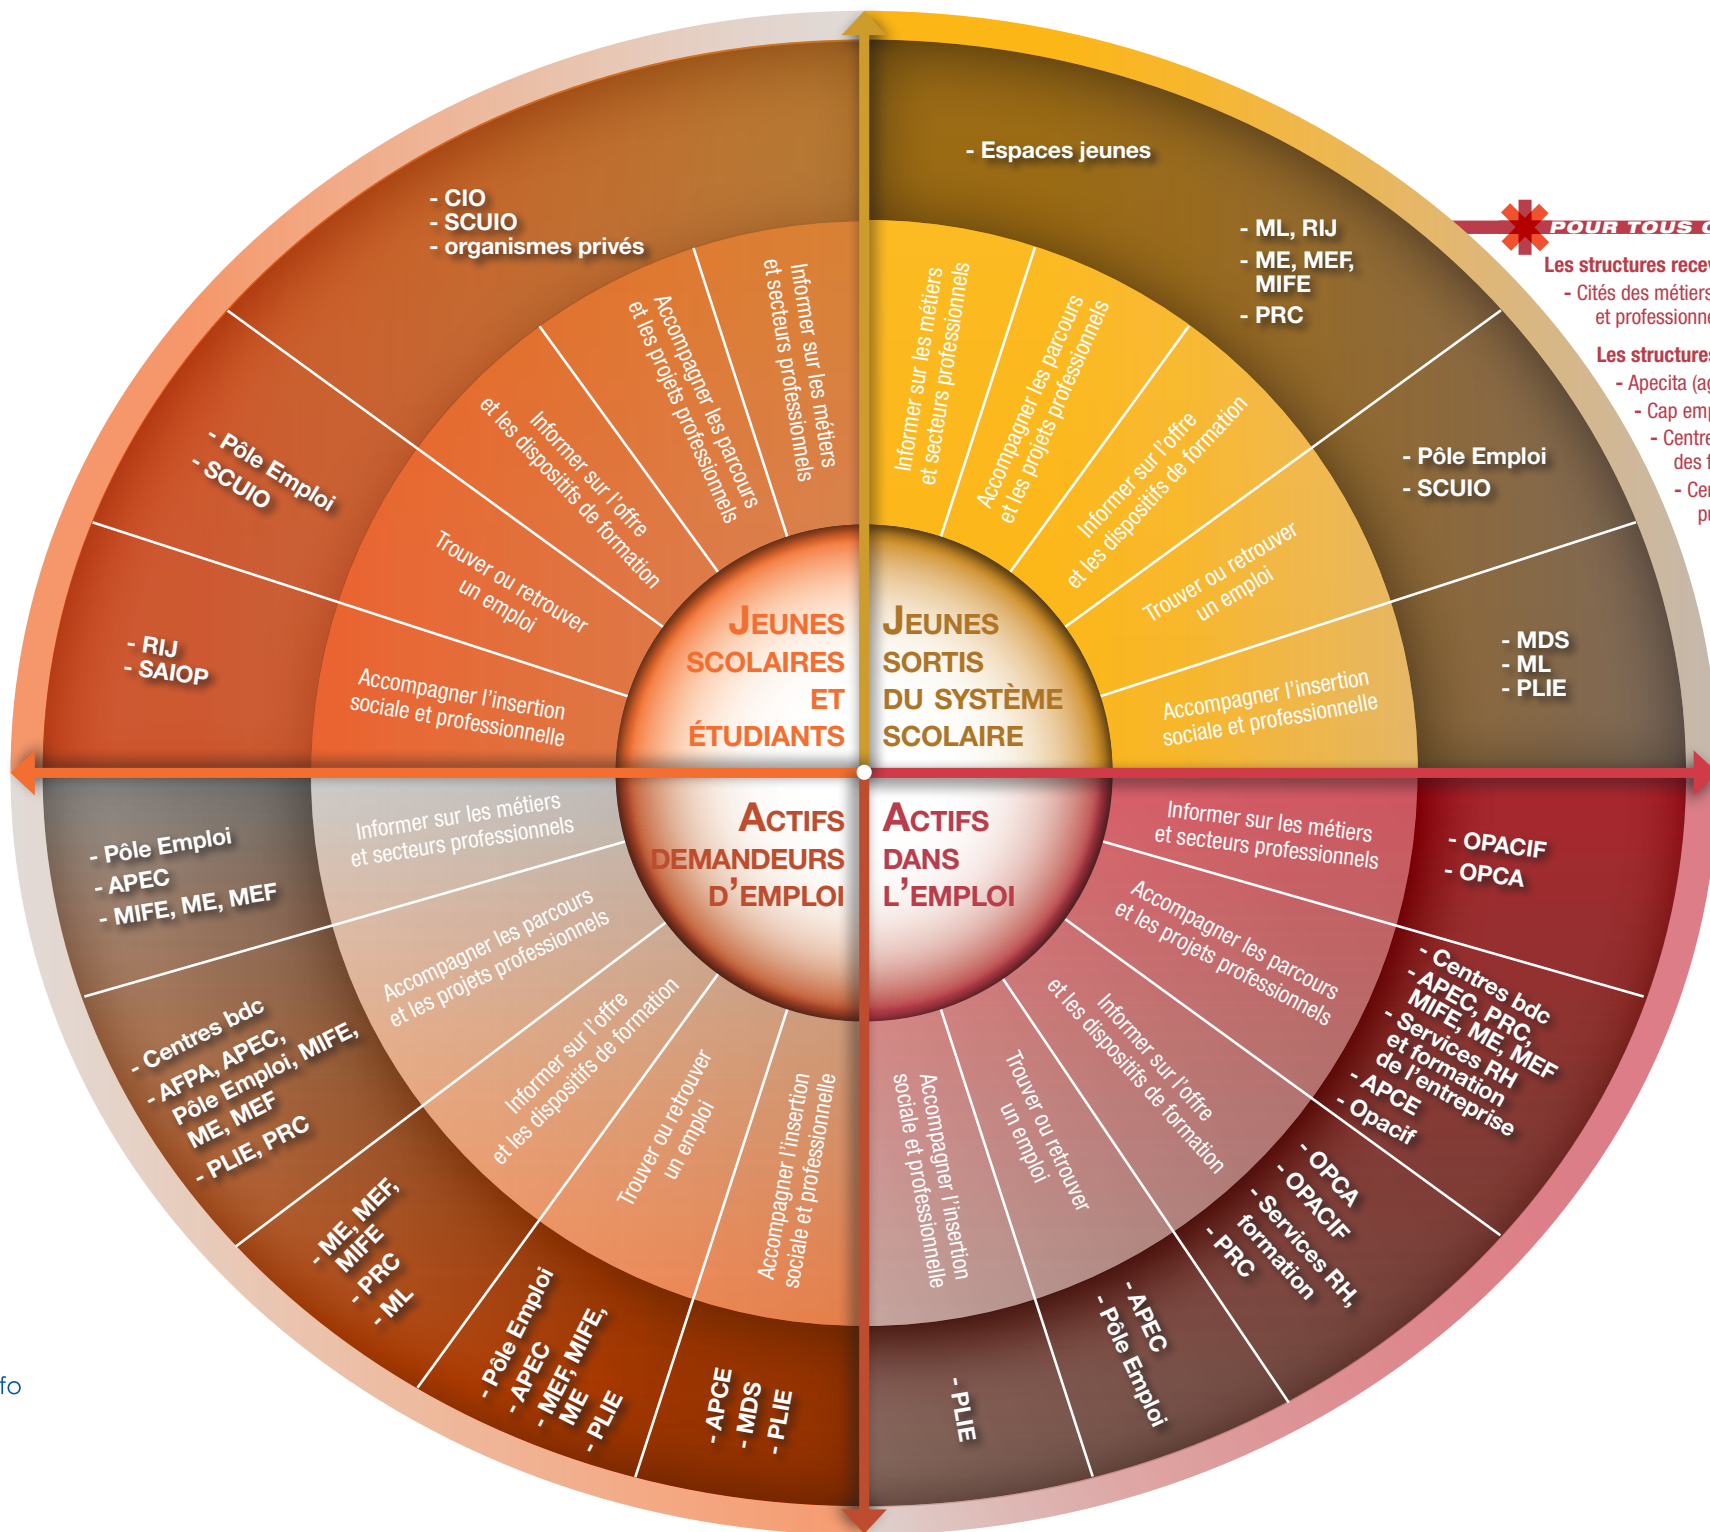 - CIO
- SCUIO
- organismes privés
- Pôle Emploi
- SCUIO
- RIJ
- SAIOP
Informer sur les métiers
et secteurs professionnels
Accompagner les parcours
et les projets professionnels
Informer sur l'offre
et les dispositifs de formation
Trouver ou retrouver
un emploi
Accompagner l'insertion
sociale et professionnelle
JEUNES
SCOLAIRES
ET
ÉTUDIANTS
- Espaces jeunes
- ML, RIJ
- ME, MEF,
MIFE
- PRC
- Pôle Emploi
- SCUIO
- MDS
- ML
- PLIE
Informer sur les métiers
et secteurs professionnels
Accompagner les parcours
et les projets professionnels
Informer sur l'offre
et les dispositifs de formation
Trouver ou retrouver
un emploi
Accompagner l'insertion
sociale et professionnelle
JEUNES
SORTIS
DU SYSTÈME
SCOLAIRE
POUR TOUS
Les structures
- Cités des métiers
et
Les structures
- Apecita
- Cap
- Centre
des
ACTIFS
DEMANDEURS
D'EMPLOI
Informer sur les métiers
et secteurs professionnels
Accompagner les parcours
et les projets professionnels
Informer sur l'offre
et les dispositifs de formation
Trouver ou retrouver
un emploi
Accompagner l'insertion
sociale et professionnelle
- Pôle Emploi
- APEC
- MIFE, ME, MEF
- Centres bdc
- AFPA, APEC,
Pôle Emploi, MIFE,
ME, MEF
- PLIE, PRC
- ME, MEF,
MIFE
- PRC
- ML
- Pôle Emploi
- APEC
- MEF, MIFE,
ME
- PLIE
- APCE
- MDS
- PLIE
ACTIFS
DANS
L'EMPLOI
Informer sur les métiers
et secteurs professionnels
Accompagner les parcours
et les projets professionnels
Informer sur l'offre
et les dispositifs de formation
Trouver ou retrouver
un emploi
Accompagner l'insertion
sociale et professionnelle
- OPACIF
- OPCA
- Centres bdc
- APEC, PRC,
MIFE, ME, MEF
- Services RH
et formation
de l'entreprise
- APCE
- Opacif
- OPCA
- OPACIF
- Services RH,
formation
- PRC
- APEC
- Pôle Emploi
- PLIE
fo